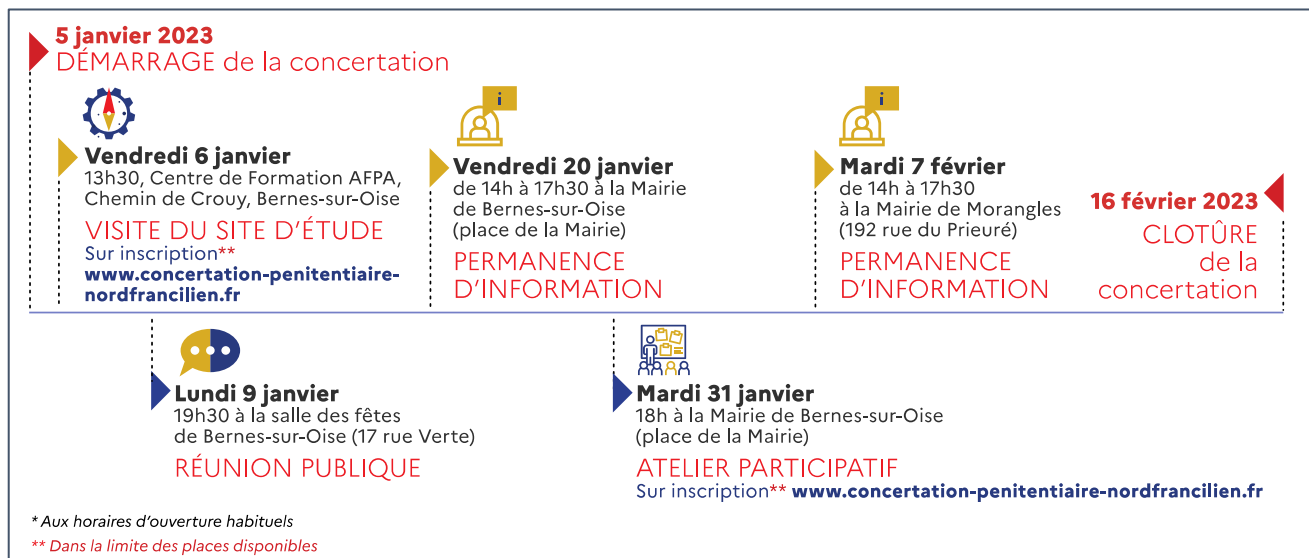 5 janvier 2023
DÉMARRAGE de la concertation
i
Vendredi 6 janvier
13h30, Centre de Formation AFPA,
Chemin de Crouy, Bernes-sur-Oise
VISITE DU SITE D'ÉTUDE
Sur inscription**
www.concertation-penitentiaire-
nordfrancilien.fr
Vendredi 20 janvier
de 14h à 17h30 à la Mairie
de Bernes-sur-Oise
(place de la Mairie)
PERMANENCE
D'INFORMATION
i
Mardi 7 février
de 14h à 17h30
à la Mairie de Morangles
(192 rue du Prieuré)
PERMANENCE
D'INFORMATION
16 février 2023
CLOTÛRE
de la
concertation
Lundi 9 janvier
19h30 à la salle des fêtes
de Bernes-sur-Oise (17 rue Verte)
RÉUNION PUBLIQUE
Mardi 31 janvier
18h à la Mairie de Bernes-sur-Oise
(place de la Mairie)
ATELIER PARTICIPATIF
Sur inscription** www.concertation-penitentiaire-nordfrancilien.fr
* Aux horaires d'ouverture habituels
** Dans la limite des places disponibles